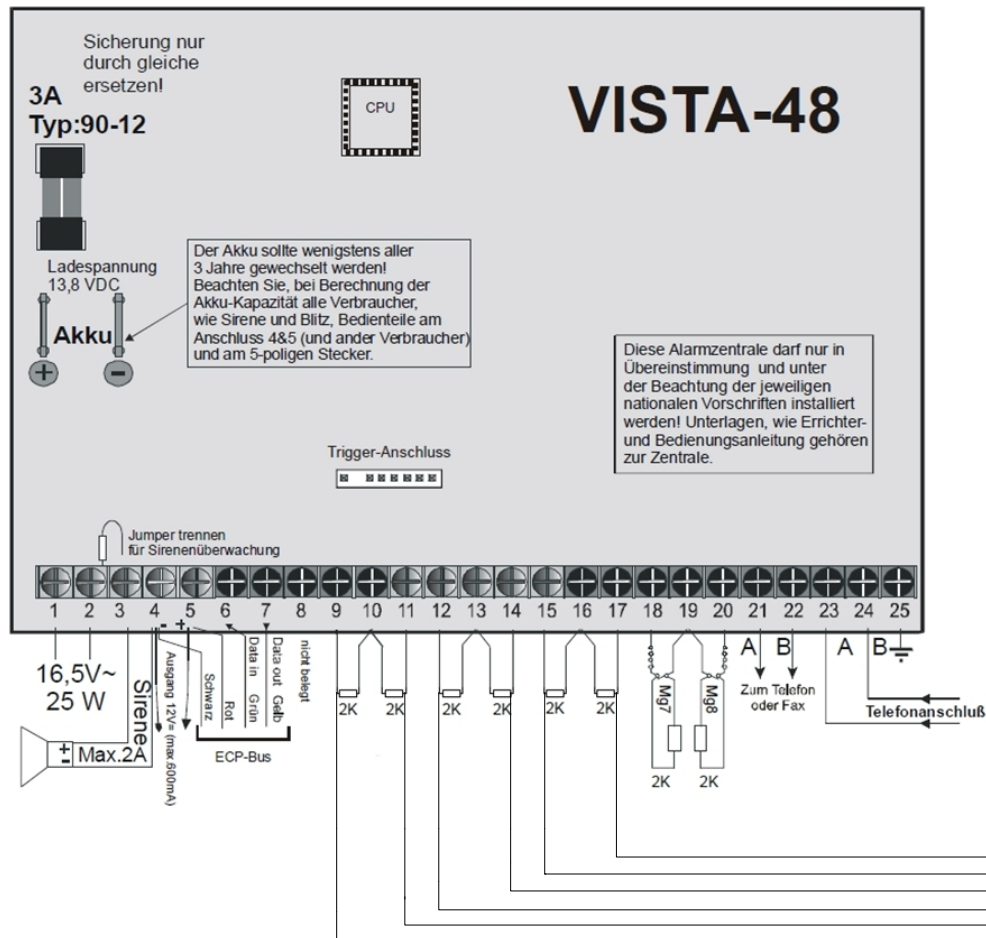 Sicherung nur
durch gleiche
ersetzen!
3A
Typ:90-12
CPU
VISTA-48
Ladespannung
13,8 VDC
Akku
+
-
Der Akku sollte wenigstens aller
3 Jahre gewechselt werden!
Beachten Sie, bei Berechnung der
Akku-Kapazität alle Verbraucher,
wie Sirene und Blitz, Bedienteile am
Anschluss 4&5 (und ander Verbraucher)
und am 5-poligen Stecker.
Diese Alarmzentrale darf nur in
Übereinstimmung und unter
der Beachtung der jeweiligen
nationalen Vorschriften installiert
werden! Unterlagen, wie Errichter-
und Bedienungsanleitung gehören
zur Zentrale.
Trigger-Anschluss
Jumper trennen
für Sirenenüberwachung
1 2 3 4 5 6 7 8 9 10 11 12 13 14 15 16 17 18 19 20 21 22 23 24 25
- +
16,5V~
25 W
Sirene
+
-
Max.2A
Ausgang 12V= (max.600mA)
Schwarz
Rot
Data in Grün
Data out Gelb
nicht belegt
ECP-Bus
2K 2K 2K 2K 2K 2K
Mg7
Mg8
2K 2K
A B
Zum Telefon
oder Fax
A B
Telefonanschluß